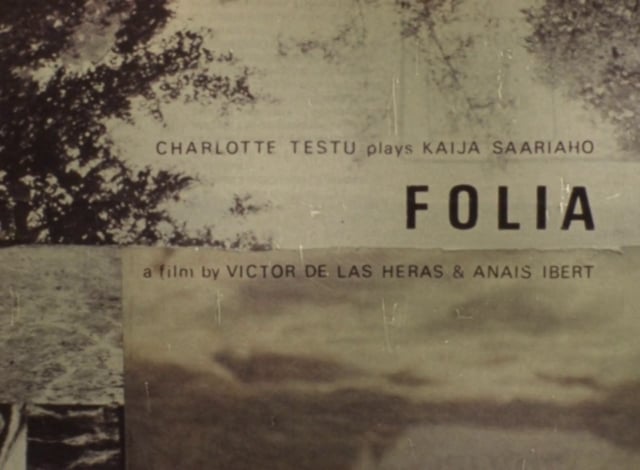 CHARLOTTE TESTU plays KAIJA SAARIAHO
FOLIA
a film by VICTOR DE LAS HERAS & ANAIS IBERT